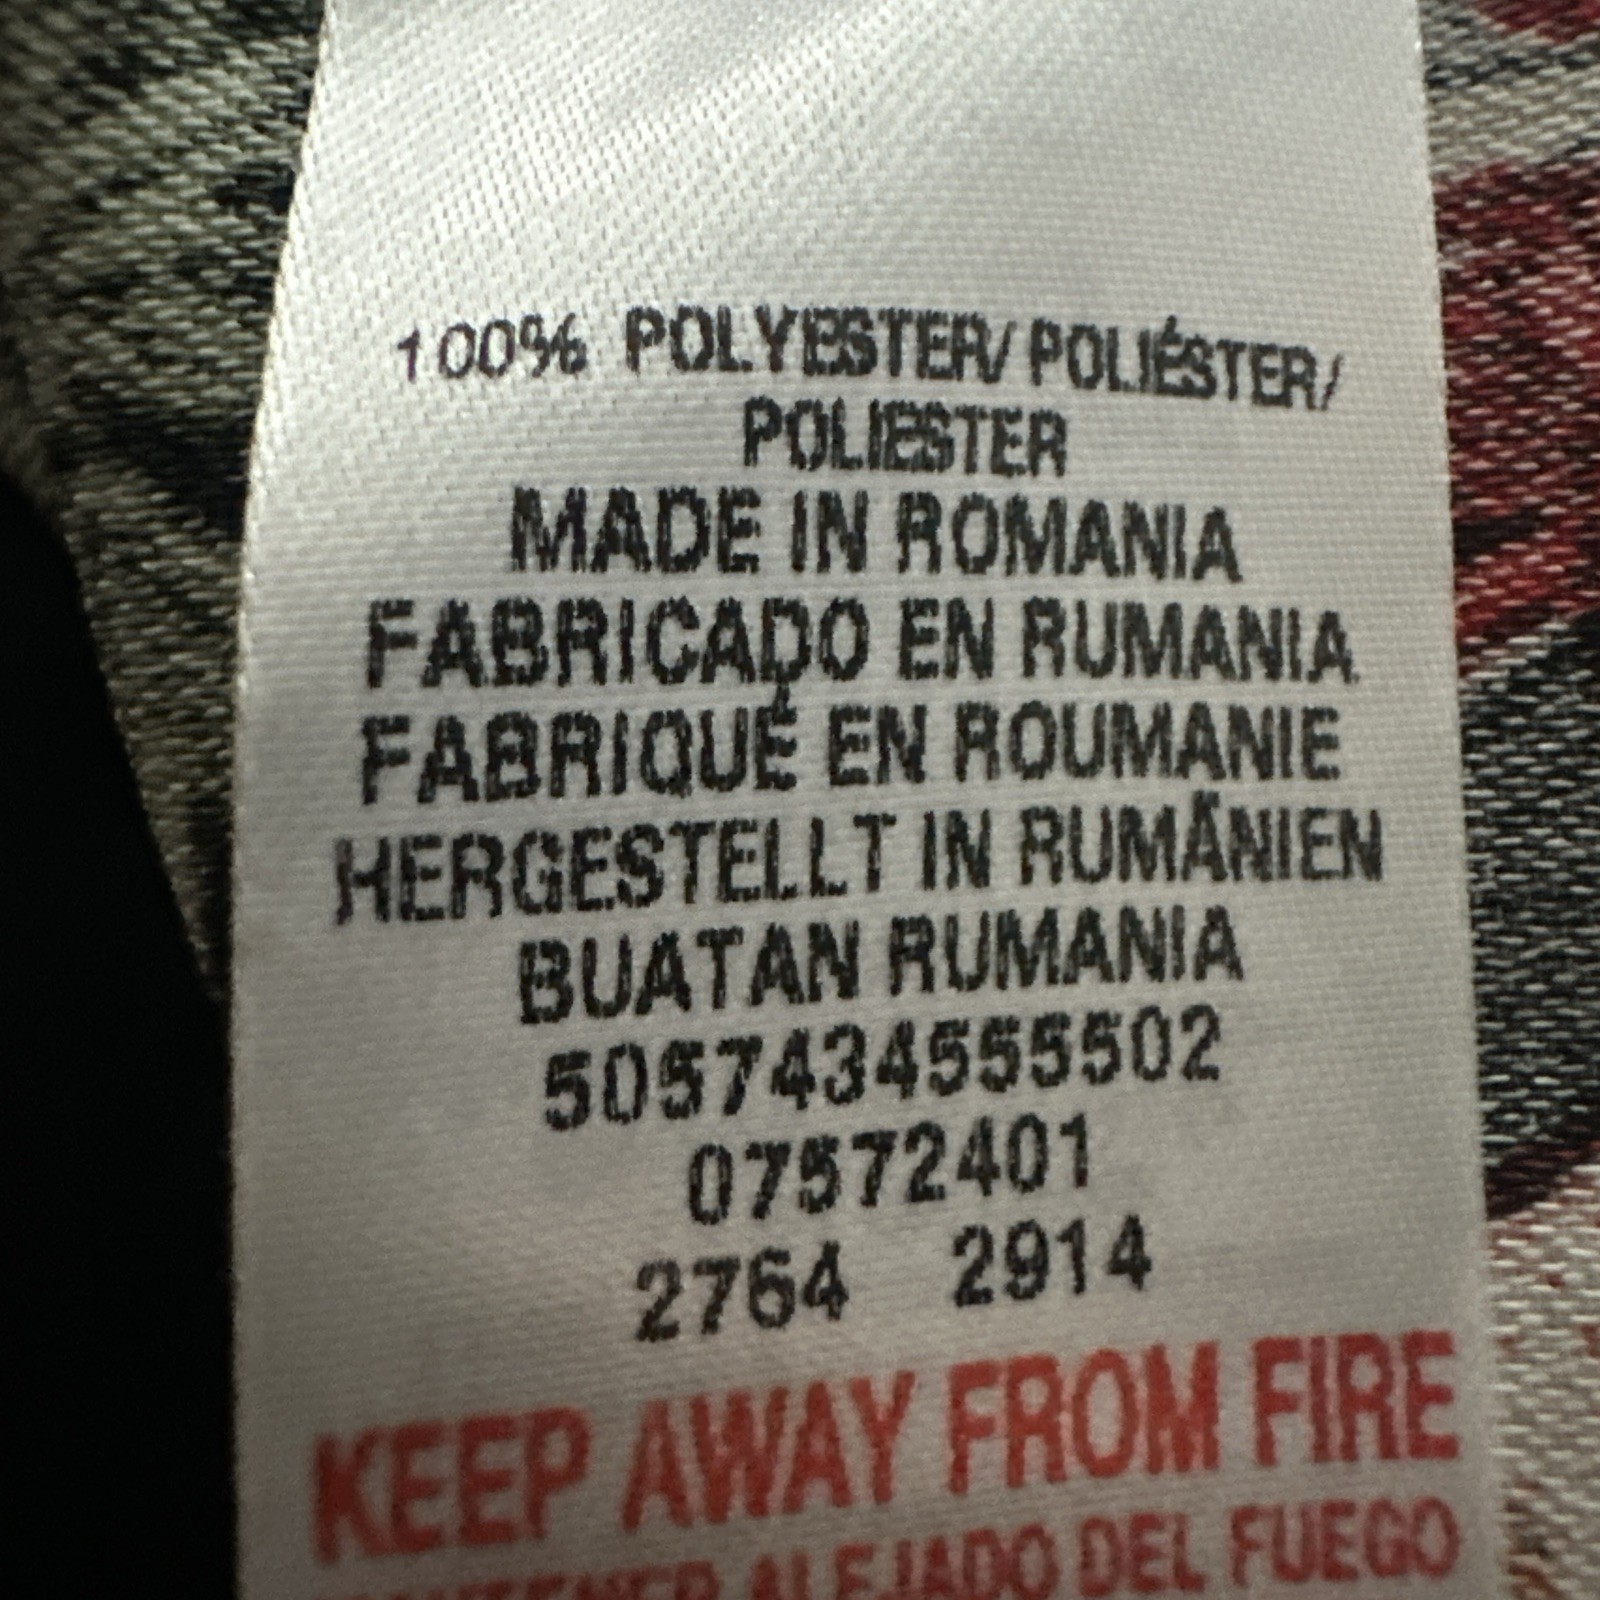 100% POLYESTER/ POLIÉSTER/
POLIESTER
MADE IN ROMANIA
FABRICADO EN RUMANIA
FABRIQUÉ EN ROUMANIE
HERGESTELLT IN RUMÄNIEN
BUATAN RUMANIA
5057434555502
07572401
2764 2914
KEEP AWAY FROM FIRE
ALEJADO DEL FUEGO